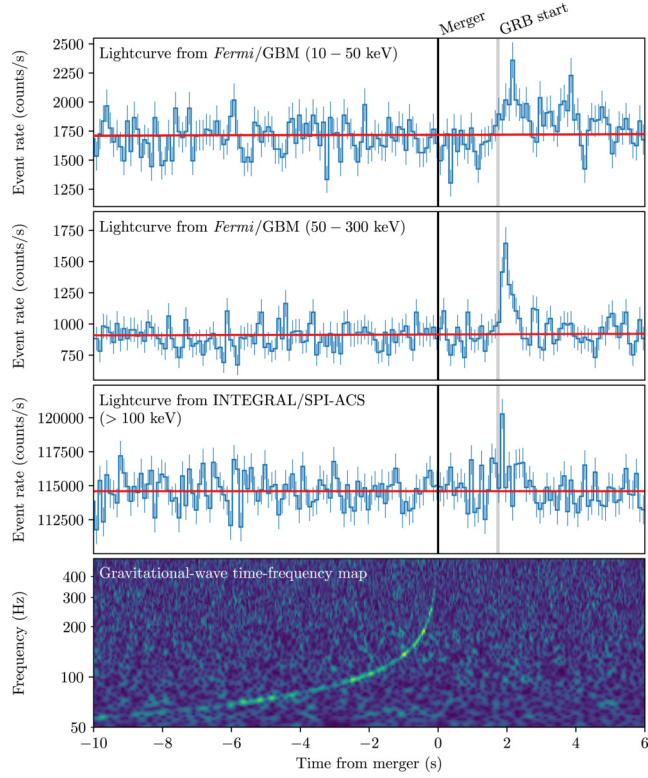 Merger
GRB start
Lightcurve from Fermi/GBM (10 − 50 keV)
Event rate (counts/s)
2500
2250
2000
1750
1500
1250
Lightcurve from Fermi/GBM (50 − 300 keV)
Event rate (counts/s)
1750
1500
1250
1000
750
Lightcurve from INTEGRAL/SPI-ACS
(> 100 keV)
Event rate (counts/s)
120000
117500
115000
112500
Gravitational-wave time-frequency map
Frequency (Hz)
500
400
300
200
100
50
−10 −8 −6 −4 −2 0 2 4 6
Time from merger (s)